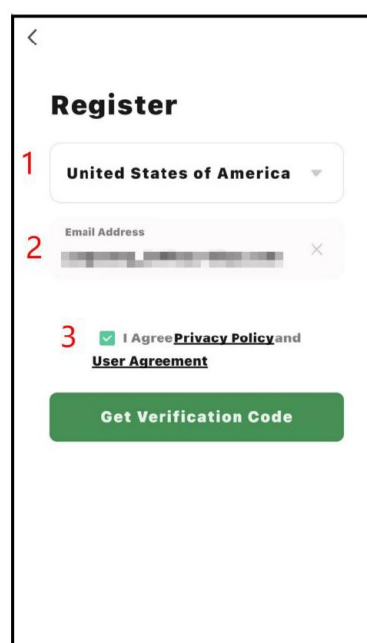 Register
1
United States of America
2
Email Address
3
I Agree Privacy Policy and
User Agreement
Get Verification Code